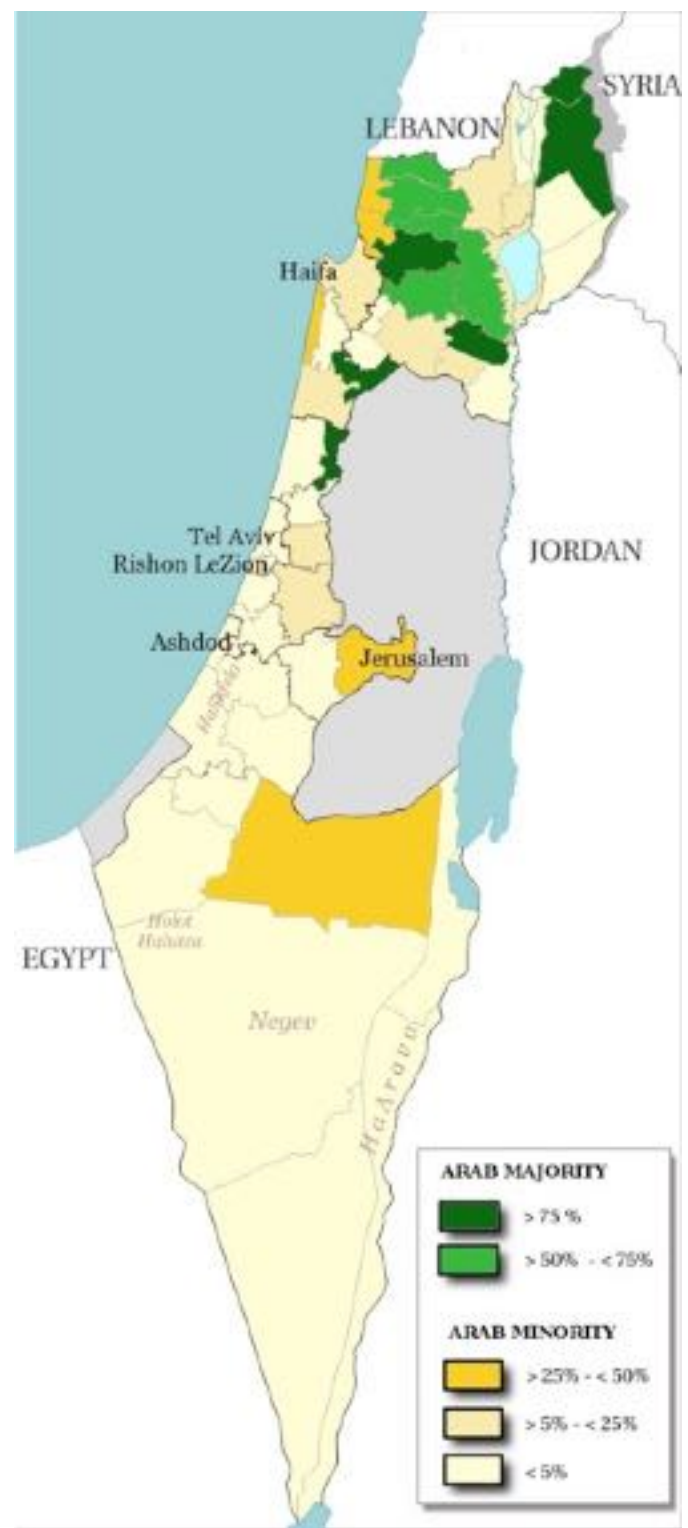 SYRIA
LEBANON
Haifa
Tel Aviv
Rishon LeZion
JORDAN
Ashdod
Jerusalem
Holot
EGYPT
Negev
HaArava
ARAB MAJORITY
> 75 %
> 50% - < 75%
ARAB MINORITY
> 25% - < 50%
> 5% - < 25%
< 5%